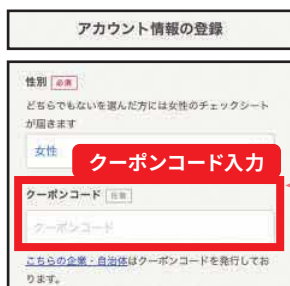 アカウント情報の登録
性別 必須
どちらでもないを選んだ方には女性のチェックシート
が届きます
女性
クーポンコード入力
クーポンコード 任意
クーポンコード
こちらの企業・自治体はクーポンコードを発行してお
ります。